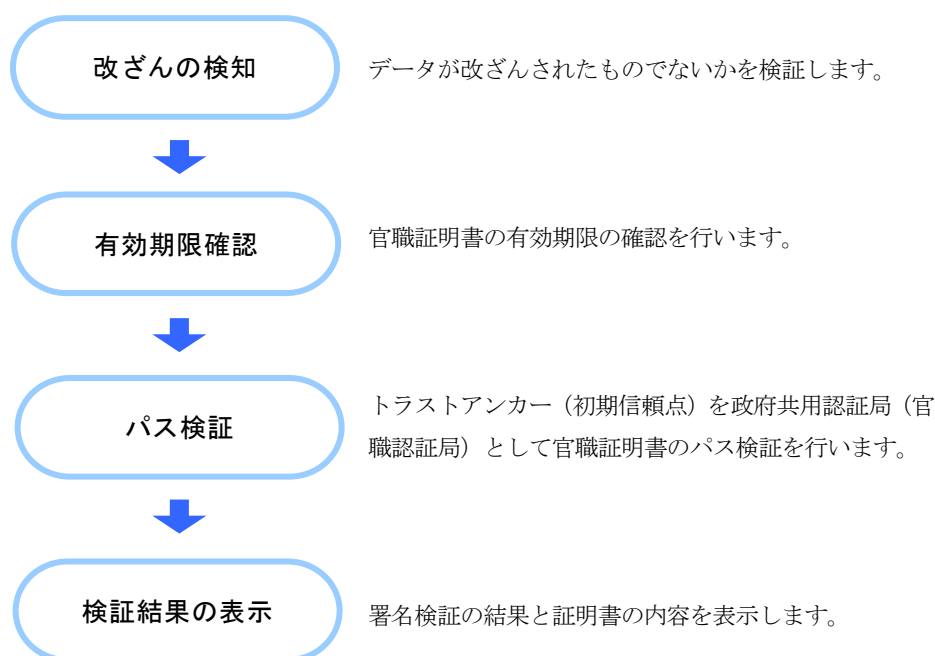 改ざんの検知
データが改ざんされたものでないかを検証します。
有効期限確認
官職証明書の有効期限の確認を行います。
パス検証
トラストアンカー（初期信頼点）を政府共用認証局（官
職認証局）として官職証明書のパス検証を行います。
検証結果の表示
署名検証の結果と証明書の内容を表示します。